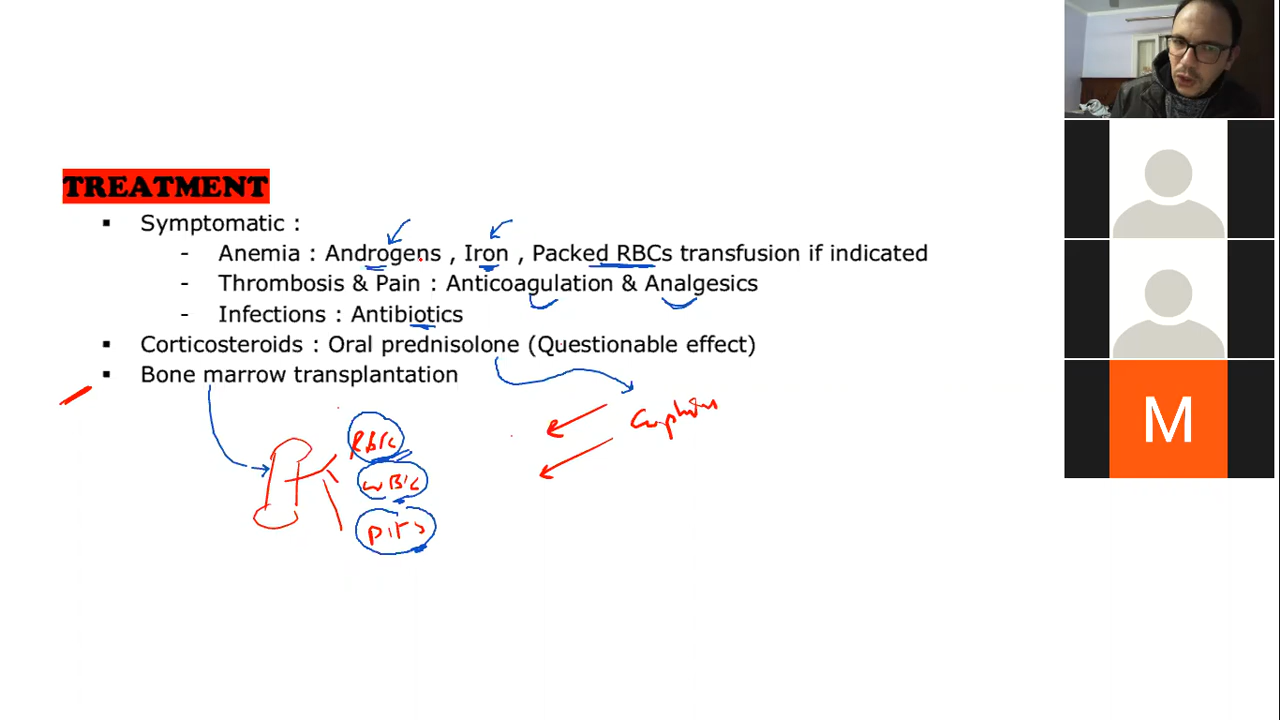 TREATMENT
▪ Symptomatic :
- Anemia : Androgens , Iron , Packed RBCs transfusion if indicated
- Thrombosis & Pain : Anticoagulation & Analgesics
- Infections : Antibiotics
▪ Corticosteroids : Oral prednisolone (Questionable effect)
▪ Bone marrow transplantation
RBCs
WBCs
plts
M